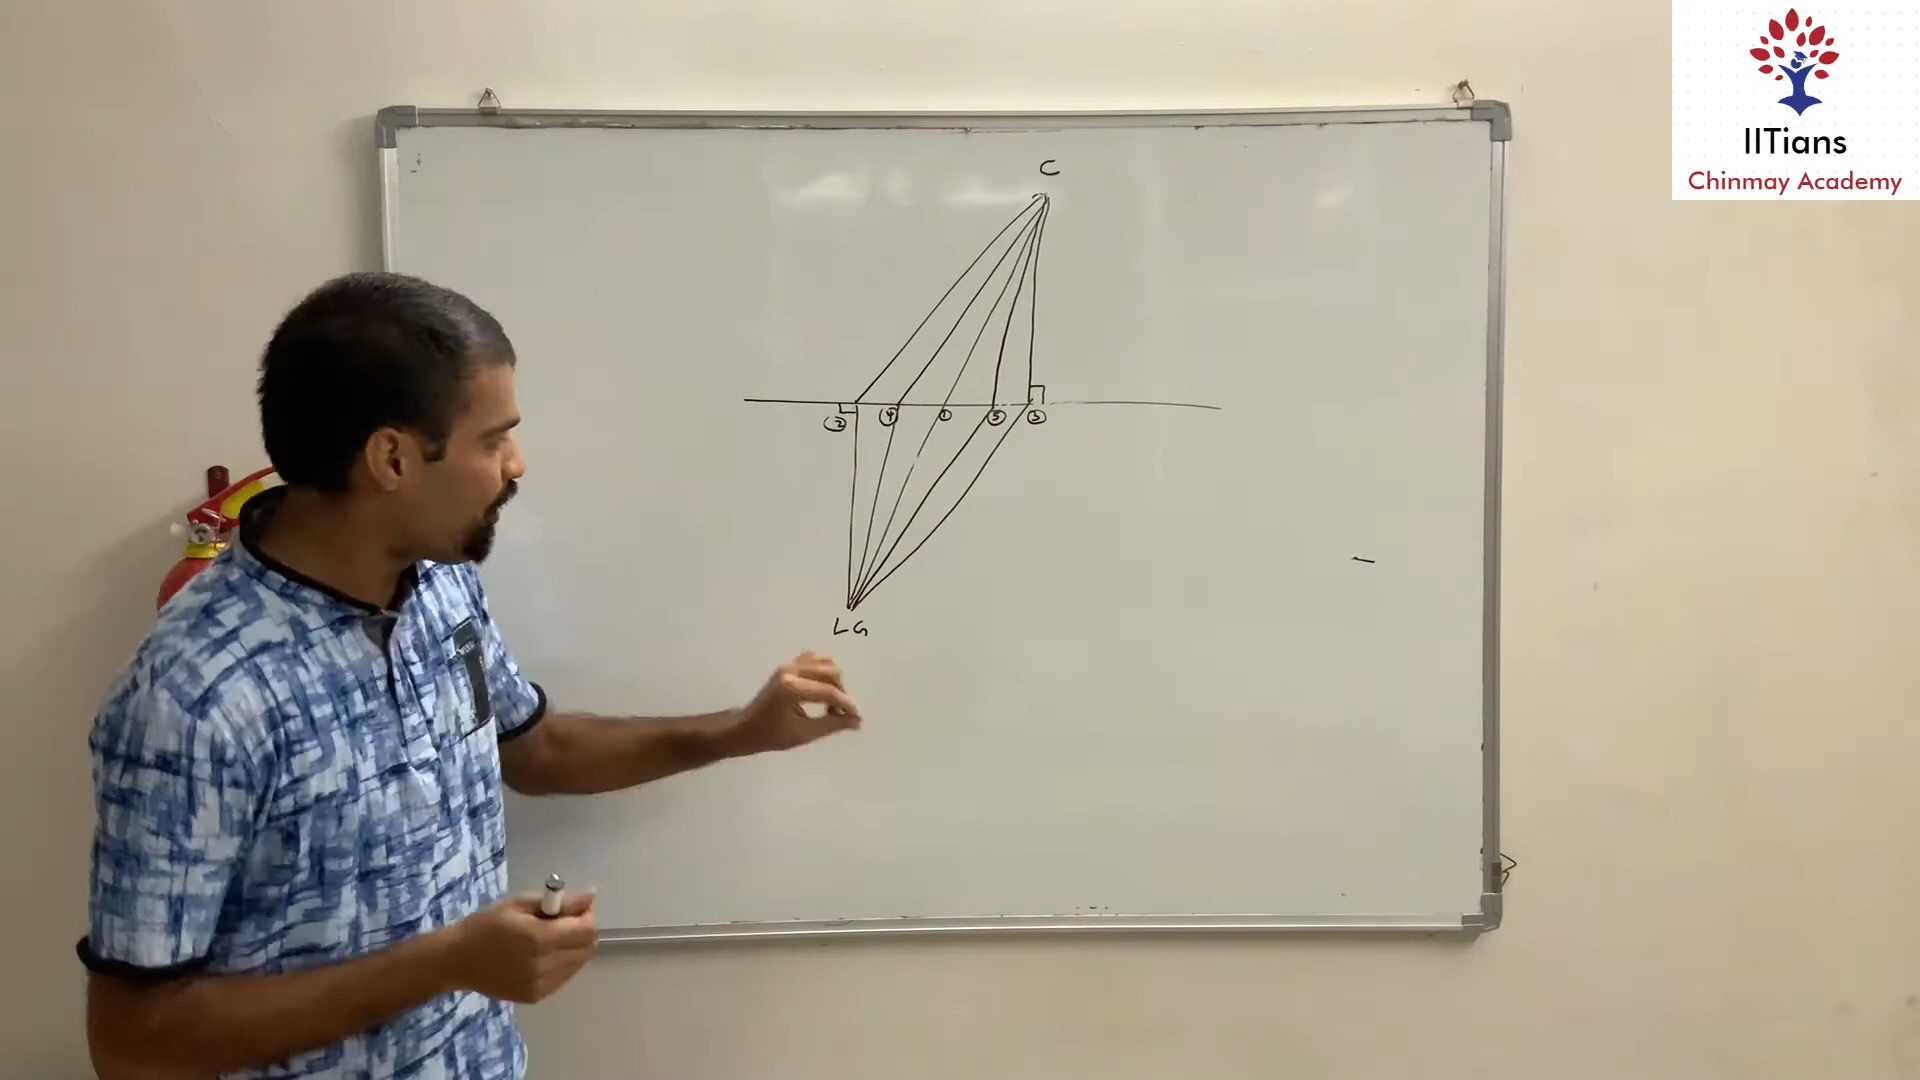 IITians
Chinmay Academy
C
② ④ ① ⑤ ③
LG